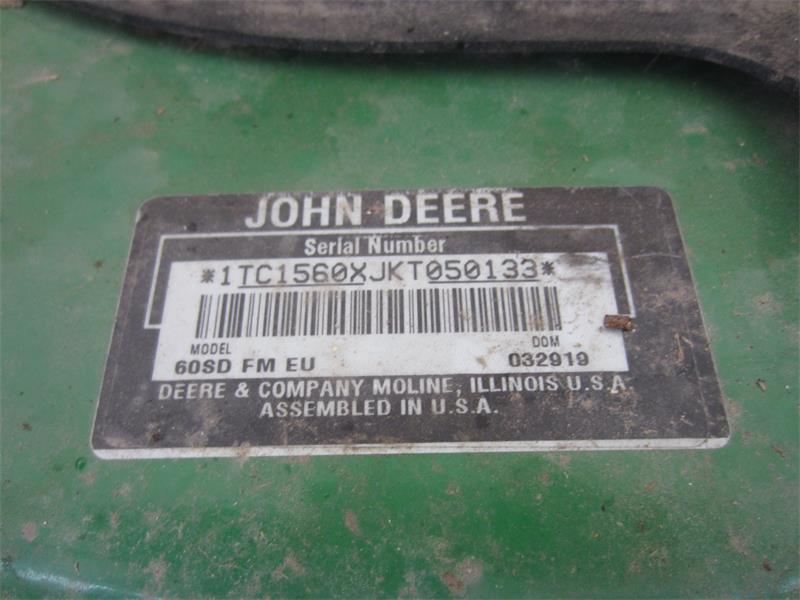 JOHN DEERE
Serial Number
*1TC1560XJKT050133*
MODEL DOM
60SD FM EU 032919
DEERE & COMPANY MOLINE, ILLINOIS U.S.A.
ASSEMBLED IN U.S.A.